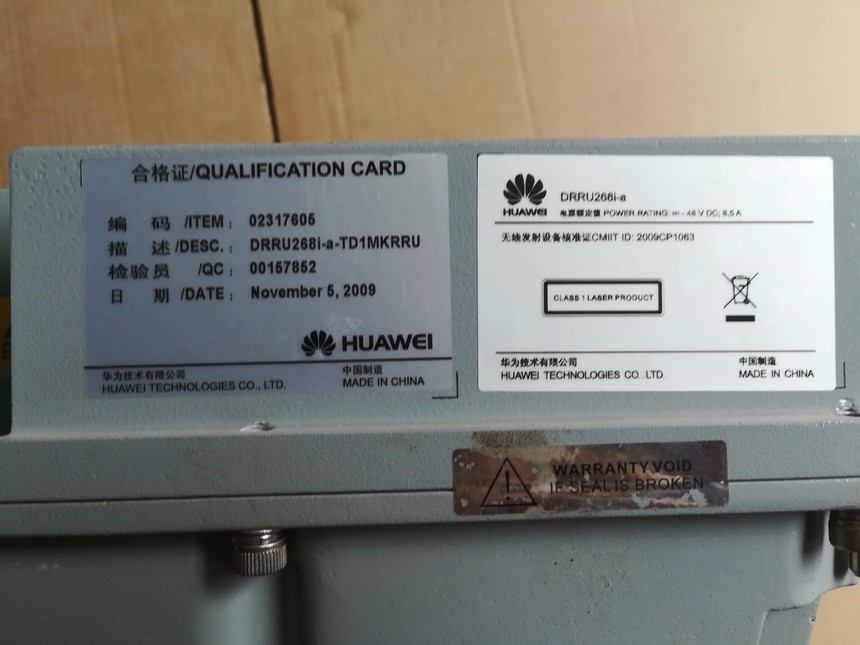 合格证/QUALIFICATION CARD
编 码 /ITEM： 02317605
描 述 /DESC.： DRRU268i-a-TD1MKRRU
检验员 /QC： 00157852
日 期 /DATE： November 5, 2009
HUAWEI
华为技术有限公司
HUAWEI TECHNOLOGIES CO., LTD.
中国制造
MADE IN CHINA
HUAWEI
DRRU268i-a
电源额定值 POWER RATING: ⎓ - 48 V DC; 8.5 A
无线发射设备核准证CMIIT ID: 2009CP1063
CLASS 1 LASER PRODUCT
华为技术有限公司
HUAWEI TECHNOLOGIES CO., LTD.
中国制造
MADE IN CHINA
WARRANTY VOID
IF SEAL IS BROKEN